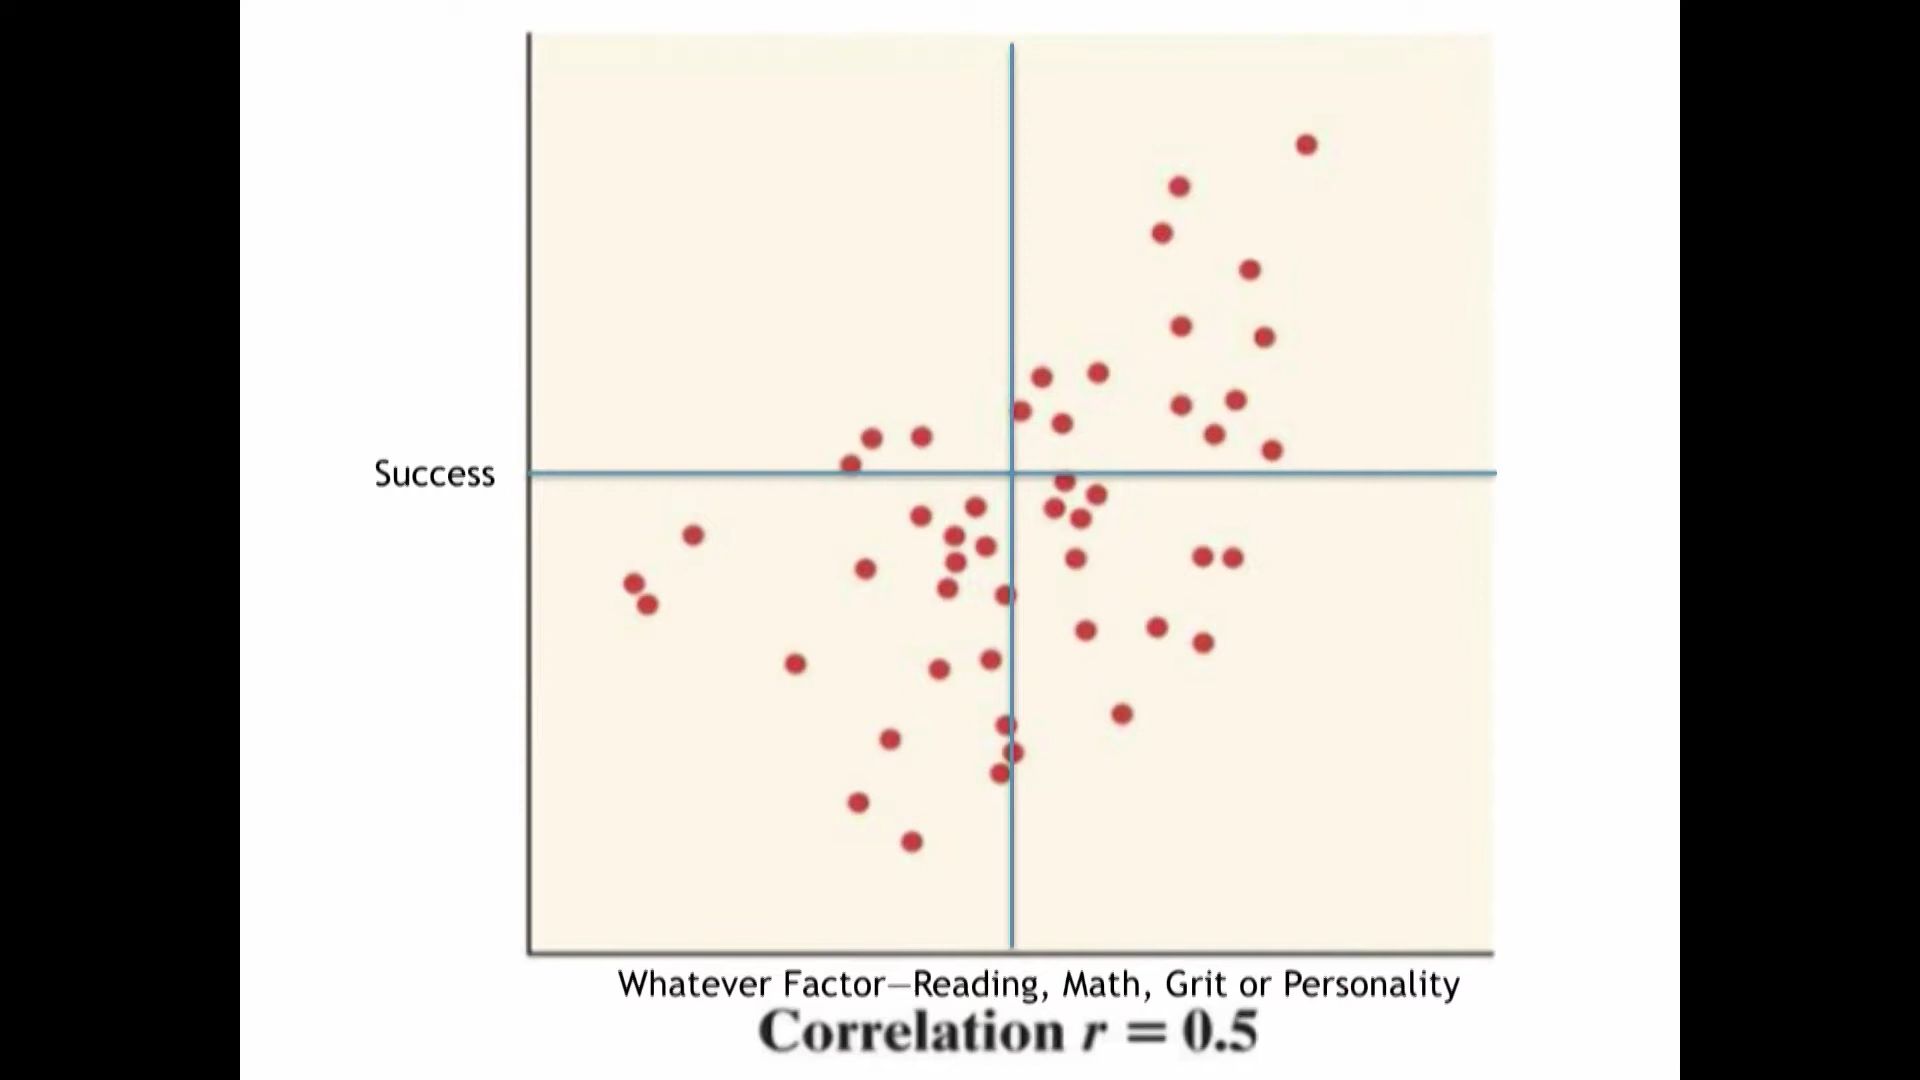 Success
Whatever Factor—Reading, Math, Grit or Personality
Correlation r = 0.5